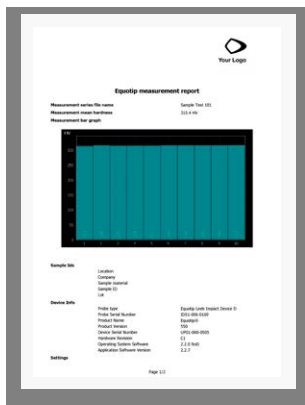 Your Logo
Equotip measurement report
Measurement series file name Sample Test 101
Measurement mean hardness
Measurement bar graph
1 2 3 4 5 6 7 8 9 10
Sample Info
Location
Company
Sample material
Sample ID
Lot
Device Info
Probe type Equotip Leeb Impact Device D
Probe Serial Number
Product Name Equotip®
Product Version 550
Device Serial Number
Hardware Revision
Operating System Software
Application Software Version 2.2.7
Settings
Page 1/2